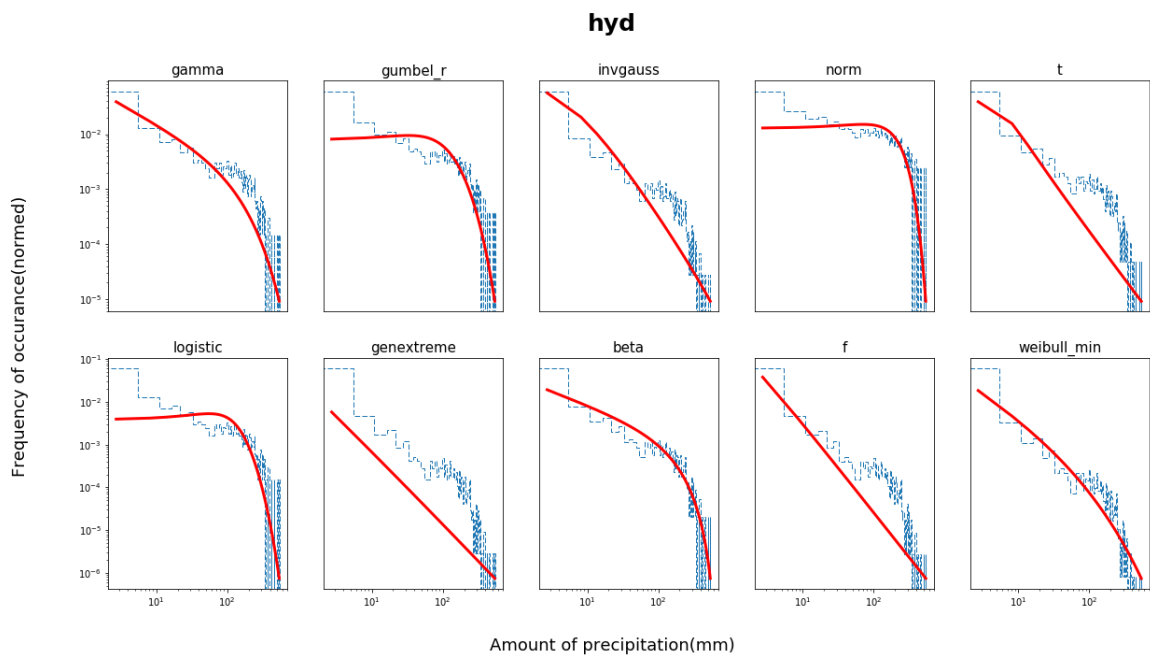 hyd
gamma
gumbel_r
invgauss
norm
t
10⁻²
10⁻³
10⁻⁴
10⁻⁵
Frequency of occurance(normed)
logistic
genextreme
beta
f
weibull_min
10⁻¹
10⁻²
10⁻³
10⁻⁴
10⁻⁵
10⁻⁶
10¹ 10² 10¹ 10² 10¹ 10² 10¹ 10² 10¹ 10²
Amount of precipitation(mm)